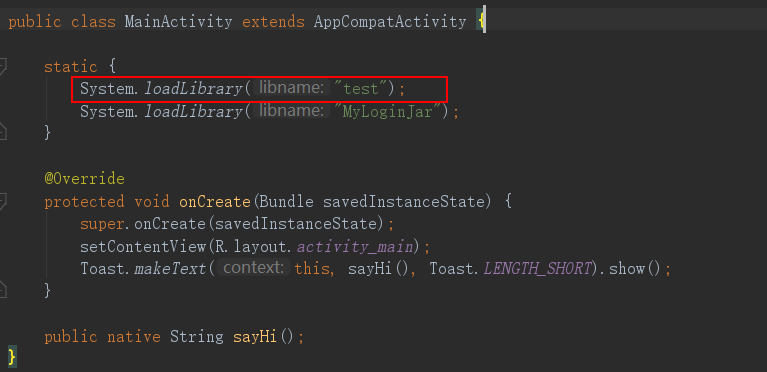 public class MainActivity extends AppCompatActivity {
static {
System.loadLibrary( libname: "test");
System.loadLibrary( libname: "MyLoginJar");
}
@Override
protected void onCreate(Bundle savedInstanceState) {
super.onCreate(savedInstanceState);
setContentView(R.layout.activity_main);
Toast.makeText( context: this, sayHi(), Toast.LENGTH_SHORT).show();
}
public native String sayHi();
}